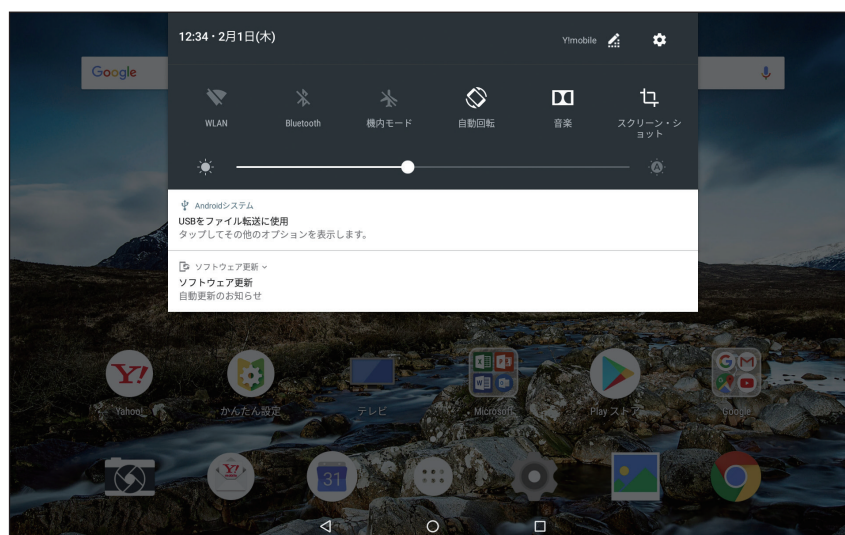 12:34・2月1日(木)
Y!mobile
Google
WLAN
Bluetooth
機内モード
自動回転
音楽
スクリーン・シ
ョット
A
Androidシステム
USBをファイル転送に使用
タップしてその他のオプションを表示します。
ソフトウェア更新
ソフトウェア更新
自動更新のお知らせ
Y!
X P
W O
G M
Yahoo!
かんたん設定
テレビ
Microsoft
Play ストア
Google
Y!
31